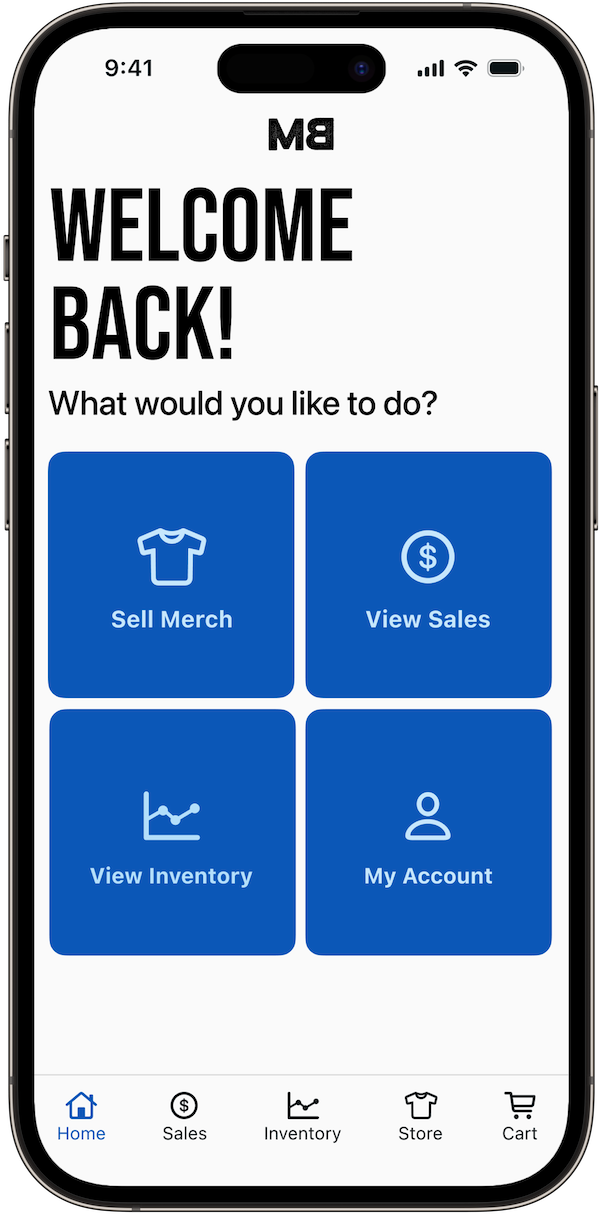 9:41
MB
WELCOME
BACK!
What would you like to do?
Sell Merch
View Sales
View Inventory
My Account
Home
Sales
Inventory
Store
Cart